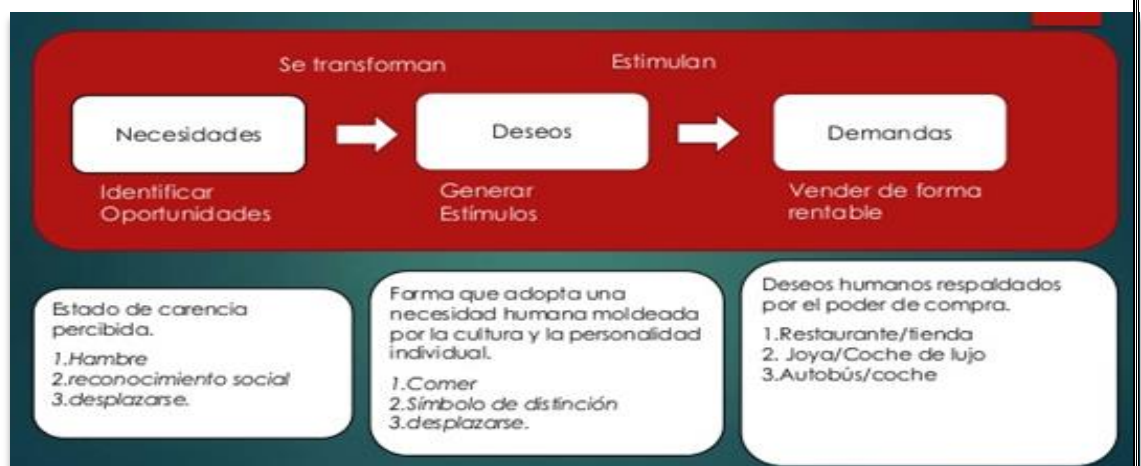 Se transforman
Estimulan
Necesidades
Deseos
Demandas
Identificar
Oportunidades
Generar
Estímulos
Vender de forma
rentable
Estado de carencia
percibida.
1.Hambre
2.reconocimiento social
3.desplazarse.
Forma que adopta una
necesidad humana moldeada
por la cultura y la personalidad
individual.
1.Comer
2.Símbolo de distinción
3.desplazarse.
Deseos humanos respaldados
por el poder de compra.
1.Restaurante/tienda
2. Joya/Coche de lujo
3.Autobús/coche